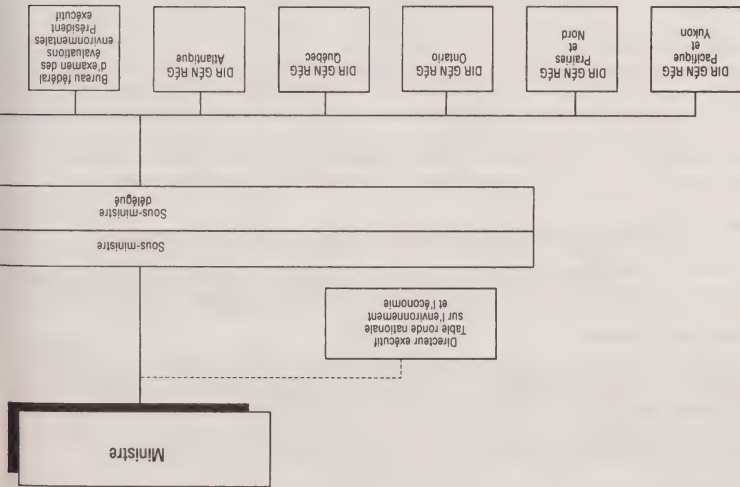 Ministre
Directeur exécutif
Table ronde nationale
sur l'environnement
et l'économie
Sous-ministre
Sous-ministre
délégué
DIR GÉN RÉG
Pacifique
et
Yukon
DIR GÉN RÉG
Prairies
et
Nord
DIR GÉN RÉG
Ontario
DIR GÉN RÉG
Québec
DIR GÉN RÉG
Atlantique
Bureau fédéral
d'examen des
évaluations
environnementales
Président
exécutif